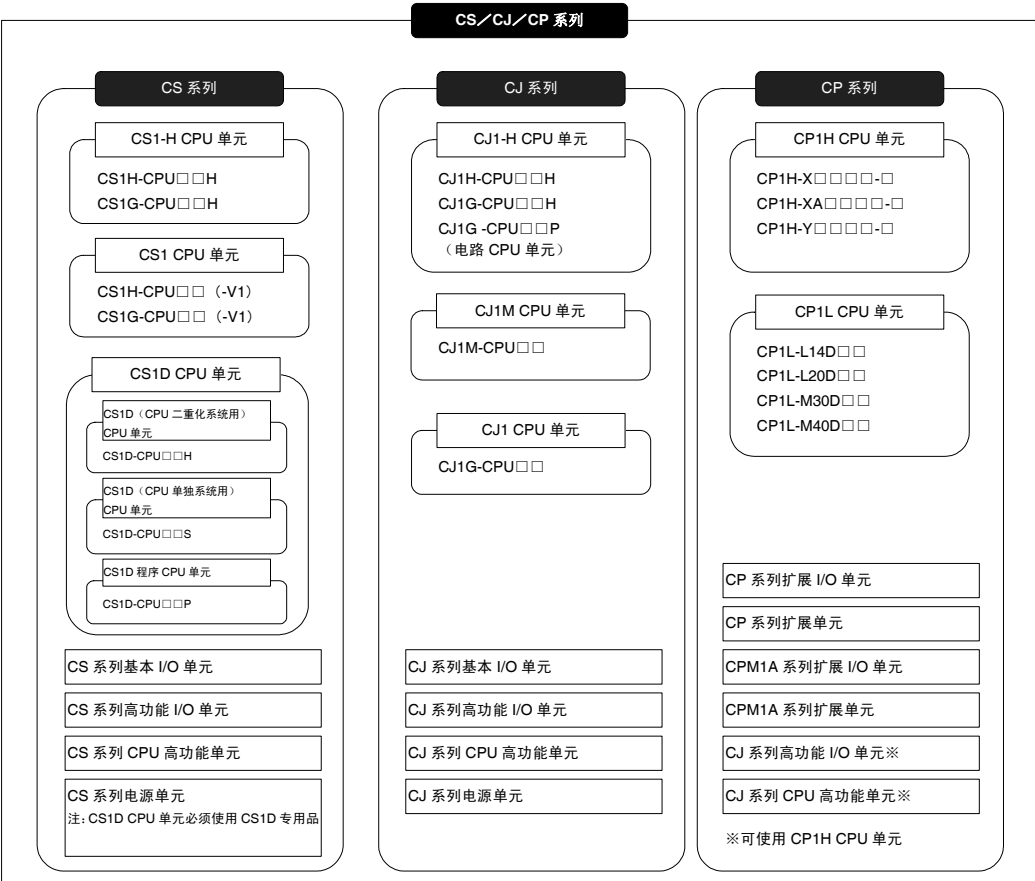 CS／CJ／CP 系列
CS 系列
CS1-H CPU 单元
CS1H-CPU□□H
CS1G-CPU□□H
CS1 CPU 单元
CS1H-CPU□□（-V1）
CS1G-CPU□□（-V1）
CS1D CPU 单元
CS1D（CPU 二重化系统用）
CPU 单元
CS1D-CPU□□H
CS1D（CPU 单独系统用）
CPU 单元
CS1D-CPU□□S
CS1D 程序 CPU 单元
CS1D-CPU□□P
CS 系列基本 I/O 单元
CS 系列高功能 I/O 单元
CS 系列 CPU 高功能单元
CS 系列电源单元
注：CS1D CPU 单元必须使用 CS1D 专用品
CJ 系列
CJ1-H CPU 单元
CJ1H-CPU□□H
CJ1G-CPU□□H
CJ1G -CPU□□P
（电路 CPU 单元）
CJ1M CPU 单元
CJ1M-CPU□□
CJ1 CPU 单元
CJ1G-CPU□□
CJ 系列基本 I/O 单元
CJ 系列高功能 I/O 单元
CJ 系列 CPU 高功能单元
CJ 系列电源单元
CP 系列
CP1H CPU 单元
CP1H-X□□□□-□
CP1H-XA□□□□-□
CP1H-Y□□□□-□
CP1L CPU 单元
CP1L-L14D□□
CP1L-L20D□□
CP1L-M30D□□
CP1L-M40D□□
CP 系列扩展 I/O 单元
CP 系列扩展单元
CPM1A 系列扩展 I/O 单元
CPM1A 系列扩展单元
CJ 系列高功能 I/O 单元※
CJ 系列 CPU 高功能单元※
※可使用 CP1H CPU 单元